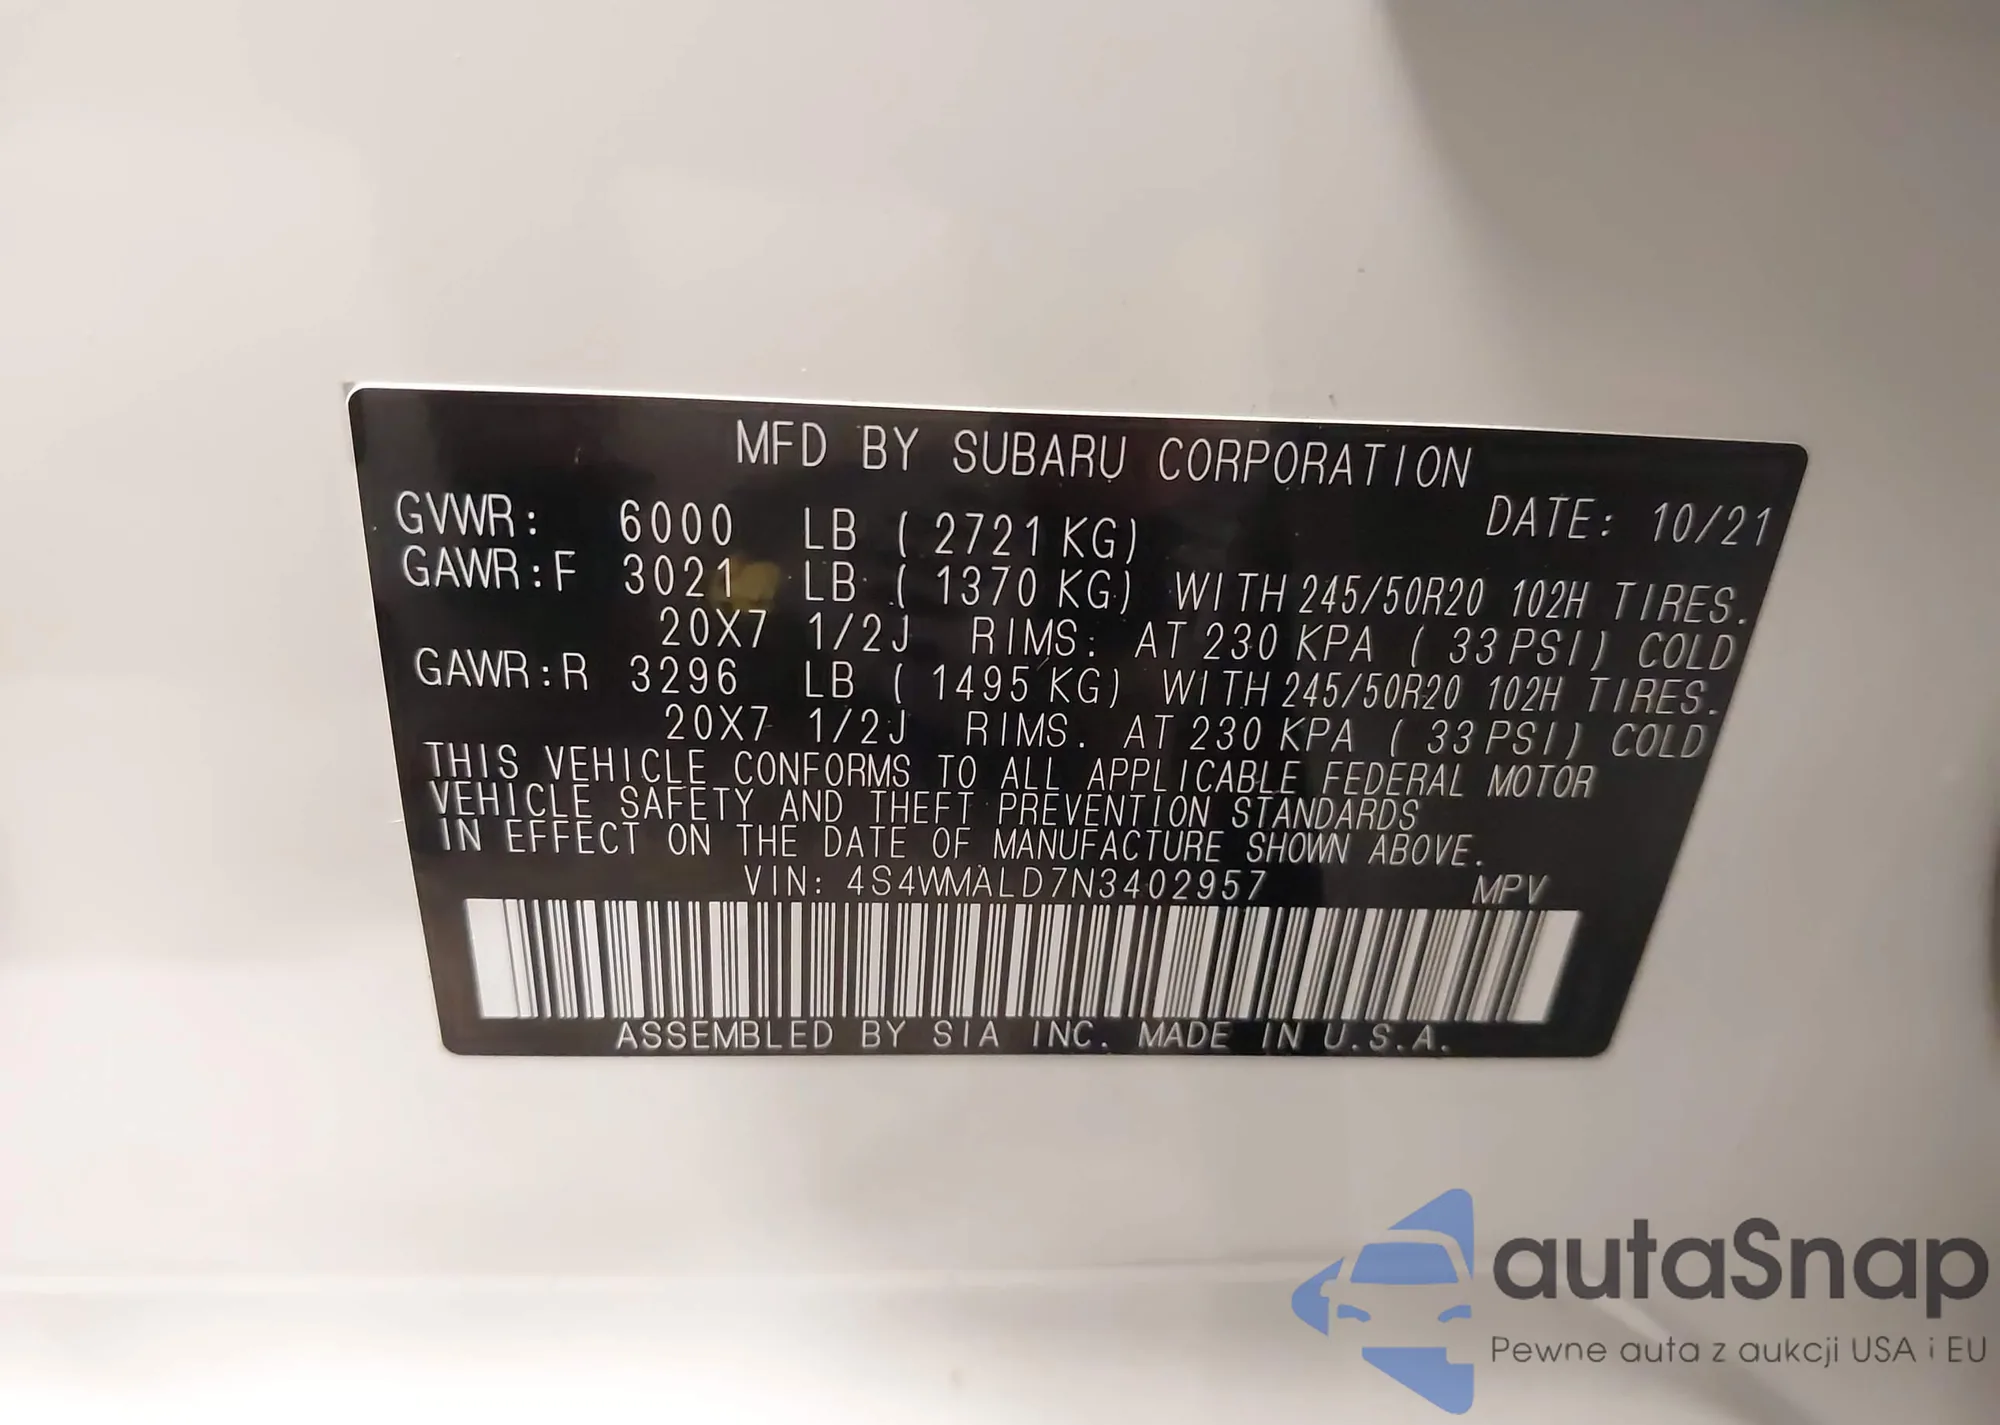 MFD BY SUBARU CORPORATION
GVWR: 6000 LB ( 2721 KG) DATE: 10/21
GAWR:F 3021 LB ( 1370 KG) WITH 245/50R20 102H TIRES.
20X7 1/2J RIMS: AT 230 KPA ( 33 PSI) COLD
GAWR:R 3296 LB ( 1495 KG) WITH 245/50R20 102H TIRES.
20X7 1/2J RIMS. AT 230 KPA ( 33 PSI) COLD
THIS VEHICLE CONFORMS TO ALL APPLICABLE FEDERAL MOTOR
VEHICLE SAFETY AND THEFT PREVENTION STANDARDS
IN EFFECT ON THE DATE OF MANUFACTURE SHOWN ABOVE.
VIN: 4S4WMALD7N3402957 MPV
ASSEMBLED BY SIA INC. MADE IN U.S.A.
autaSnap
Pewne auta z aukcji USA i EU